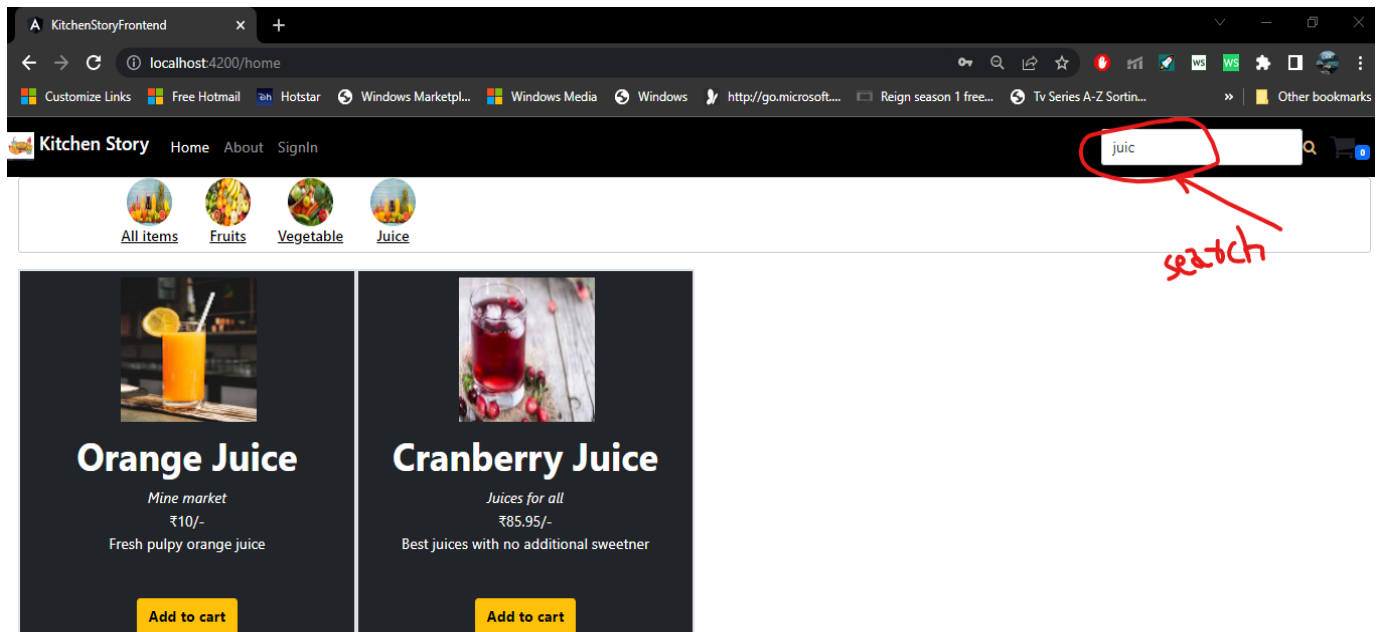 KitchenStoryFrontend
localhost:4200/home
Customize Links Free Hotmail Hotstar Windows Marketpl... Windows Media Windows http://go.microsoft.... Reign season 1 free... Tv Series A-Z Sortin... » Other bookmarks
Kitchen Story Home About SignIn juic 0
search
All items Fruits Vegetable Juice
Orange Juice Cranberry Juice
Mine market Juices for all
₹10/- ₹85.95/-
Fresh pulpy orange juice Best juices with no additional sweetner
Add to cart Add to cart